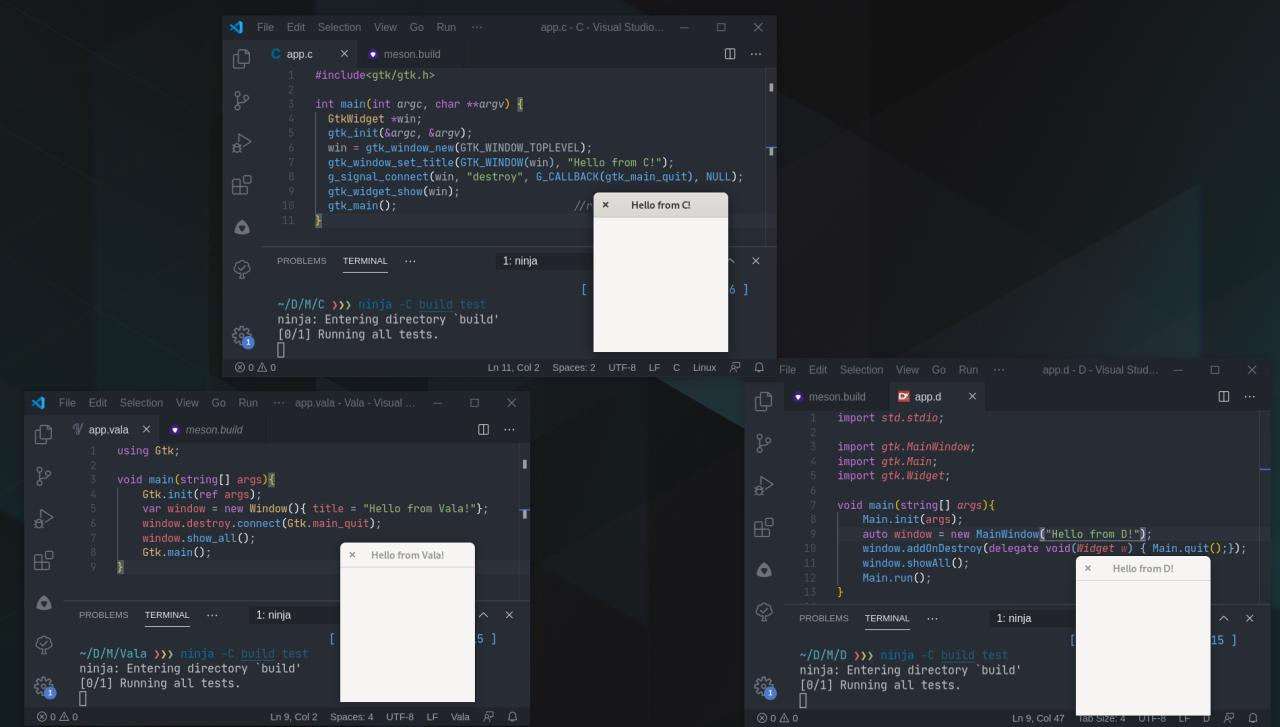 File Edit Selection View Go Run ··· app.c - C - Visual Studio...
app.c meson.build
1 #include<gtk/gtk.h>
2
3 int main(int argc, char **argv) {
4 GtkWidget *win;
5 gtk_init(&argc, &argv);
6 win = gtk_window_new(GTK_WINDOW_TOPLEVEL);
7 gtk_window_set_title(GTK_WINDOW(win), "Hello from C!");
8 g_signal_connect(win, "destroy", G_CALLBACK(gtk_main_quit), NULL);
9 gtk_widget_show(win);
10 gtk_main(); //r
11 }
Hello from C!
PROBLEMS TERMINAL ··· 1: ninja
[ 6 ]
~/D/M/C ❯❯❯ ninja -C build test
ninja: Entering directory `build'
[0/1] Running all tests.
1
0 0 Ln 11, Col 2 Spaces: 2 UTF-8 LF C Linux
File Edit Selection View Go Run ··· app.vala - Vala - Visual ...
app.vala meson.build
1 using Gtk;
2
3 void main(string[] args){
4 Gtk.init(ref args);
5 var window = new Window(){ title = "Hello from Vala!"};
6 window.destroy.connect(Gtk.main_quit);
7 window.show_all();
8 Gtk.main();
9 }
Hello from Vala!
PROBLEMS TERMINAL ··· 1: ninja
[ 15 ]
~/D/M/Vala ❯❯❯ ninja -C build test
ninja: Entering directory `build'
[0/1] Running all tests.
1
0 0 Ln 9, Col 2 Spaces: 4 UTF-8 LF Vala
File Edit Selection View Go Run ··· app.d - D - Visual Stud...
meson.build app.d
1 import std.stdio;
2
3 import gtk.MainWindow;
4 import gtk.Main;
5 import gtk.Widget;
6
7 void main(string[] args){
8 Main.init(args);
9 auto window = new MainWindow("Hello from D!");
10 window.addOnDestroy(delegate void(Widget w) { Main.quit();});
11 window.showAll();
12 Main.run();
13 }
Hello from D!
PROBLEMS TERMINAL ··· 1: ninja
[ 15 ]
~/D/M/D ❯❯❯ ninja -C build test
ninja: Entering directory `build'
[0/1] Running all tests.
1
0 0 Ln 9, Col 47 Tab Size: 4 UTF-8 LF D